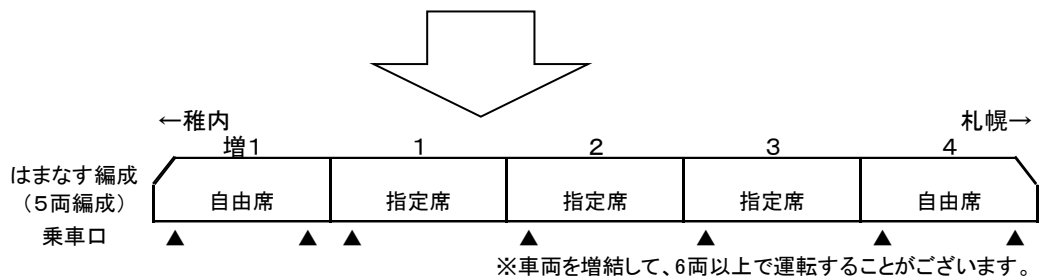 ←稚内 札幌→
増1 1 2 3 4
はまなす編成
(5両編成)
自由席 指定席 指定席 指定席 自由席
乗車口 ▲ ▲ ▲ ▲ ▲ ▲ ▲
※車両を増結して、6両以上で運転することがございます。